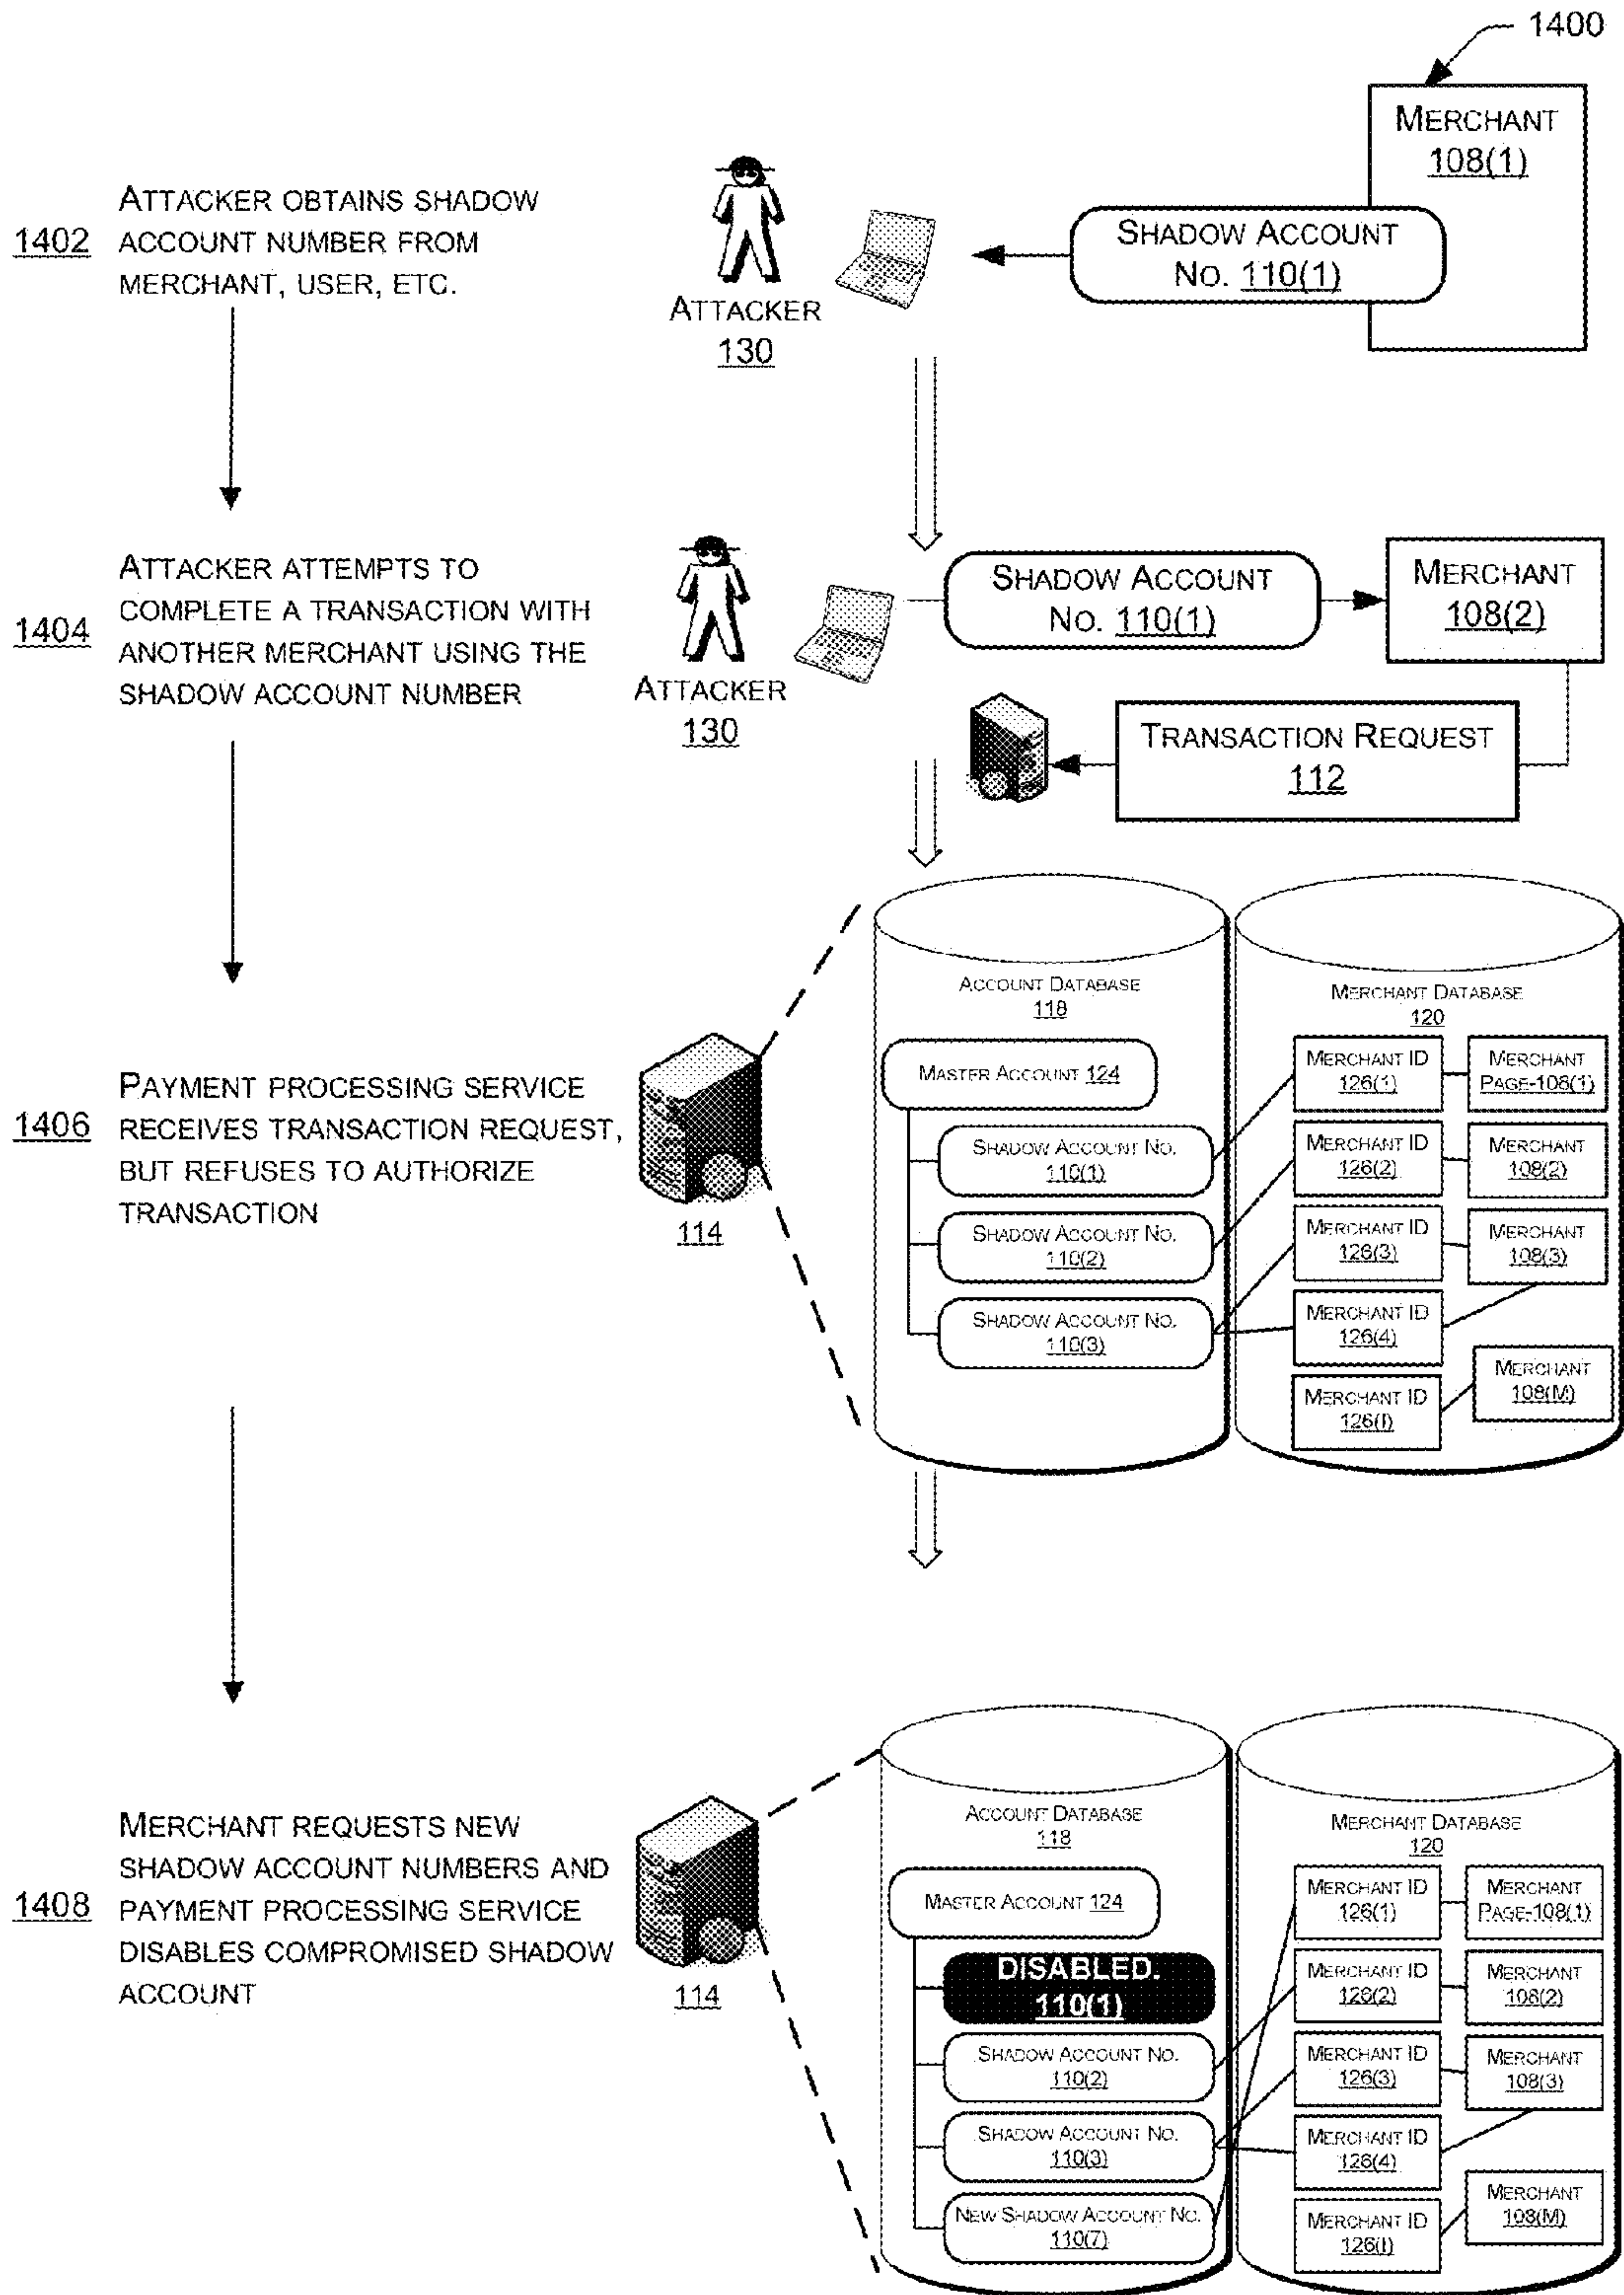 1400
MERCHANT
108(1)
1402
ATTACKER OBTAINS SHADOW
ACCOUNT NUMBER FROM
MERCHANT, USER, ETC.
ATTACKER
130
SHADOW ACCOUNT
NO. 110(1)
1404
ATTACKER ATTEMPTS TO
COMPLETE A TRANSACTION WITH
ANOTHER MERCHANT USING THE
SHADOW ACCOUNT NUMBER
ATTACKER
130
SHADOW ACCOUNT
NO. 110(1)
MERCHANT
108(2)
TRANSACTION REQUEST
112
1406
PAYMENT PROCESSING SERVICE
RECEIVES TRANSACTION REQUEST,
BUT REFUSES TO AUTHORIZE
TRANSACTION
114
ACCOUNT DATABASE
118
MASTER ACCOUNT 124
SHADOW ACCOUNT NO.
110(1)
SHADOW ACCOUNT NO.
110(2)
SHADOW ACCOUNT NO.
110(3)
MERCHANT DATABASE
120
MERCHANT ID
126(1)
MERCHANT
PAGE-108(1)
MERCHANT ID
126(2)
MERCHANT
108(2)
MERCHANT ID
126(3)
MERCHANT
108(3)
MERCHANT ID
126(4)
MERCHANT
108(M)
MERCHANT ID
126(I)
1408
MERCHANT REQUESTS NEW
SHADOW ACCOUNT NUMBERS AND
PAYMENT PROCESSING SERVICE
DISABLES COMPROMISED SHADOW
ACCOUNT
114
ACCOUNT DATABASE
118
MASTER ACCOUNT 124
DISABLED.
110(1)
SHADOW ACCOUNT NO.
110(2)
SHADOW ACCOUNT NO.
110(3)
NEW SHADOW ACCOUNT NO.
110(7)
MERCHANT DATABASE
120
MERCHANT ID
126(1)
MERCHANT
PAGE-108(1)
MERCHANT ID
126(2)
MERCHANT
108(2)
MERCHANT ID
126(3)
MERCHANT
108(3)
MERCHANT ID
126(4)
MERCHANT
108(M)
MERCHANT ID
126(I)